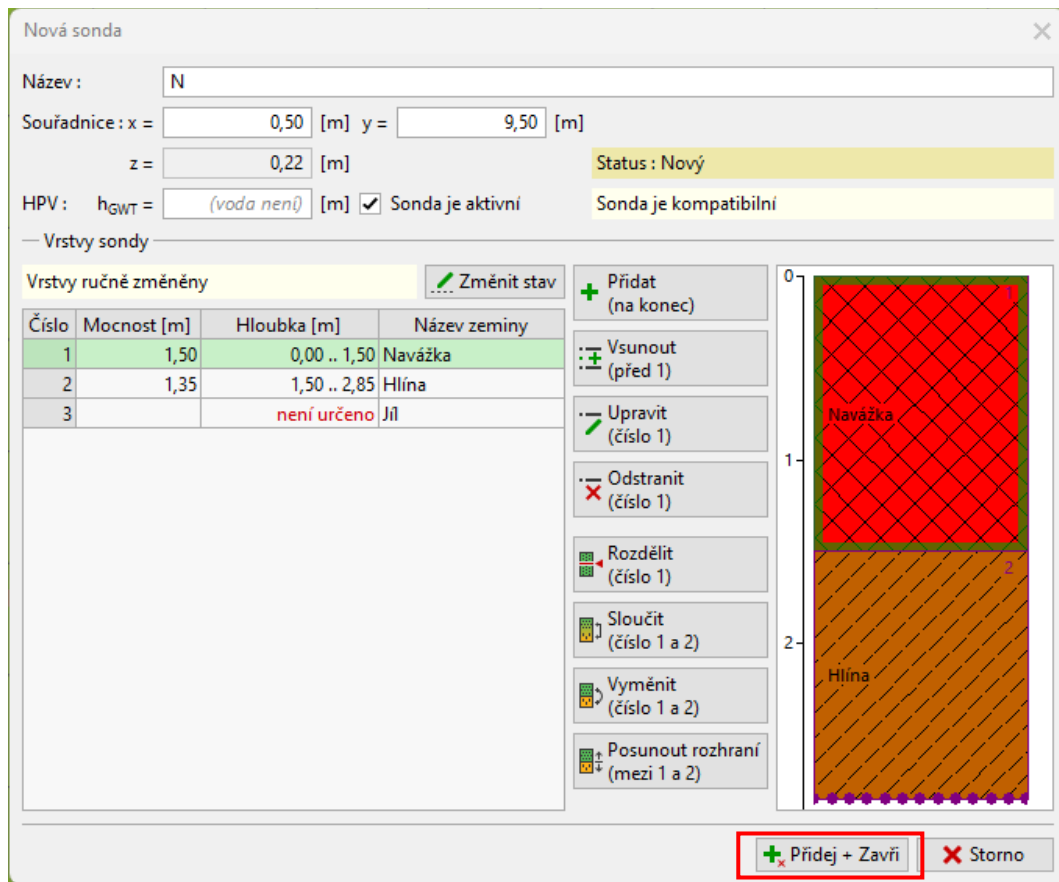 Nová sonda
Název : N
Souřadnice : x = 0,50 [m] y = 9,50 [m]
z = 0,22 [m] Status : Nový
HPV : hGWT = (voda není) [m] Sonda je aktivní Sonda je kompatibilní
Vrstvy sondy
Vrstvy ručně změněny Změnit stav
Číslo Mocnost [m] Hloubka [m] Název zeminy
1 1,50 0,00 .. 1,50 Navážka
2 1,35 1,50 .. 2,85 Hlína
3 není určeno Jíl
Přidat
(na konec)
Vsunout
(před 1)
Upravit
(číslo 1)
Odstranit
(číslo 1)
Rozdělit
(číslo 1)
Sloučit
(číslo 1 a 2)
Vyměnit
(číslo 1 a 2)
Posunout rozhraní
(mezi 1 a 2)
0
1
Navážka
1
2
2
Hlína
Přidej + Zavři Storno